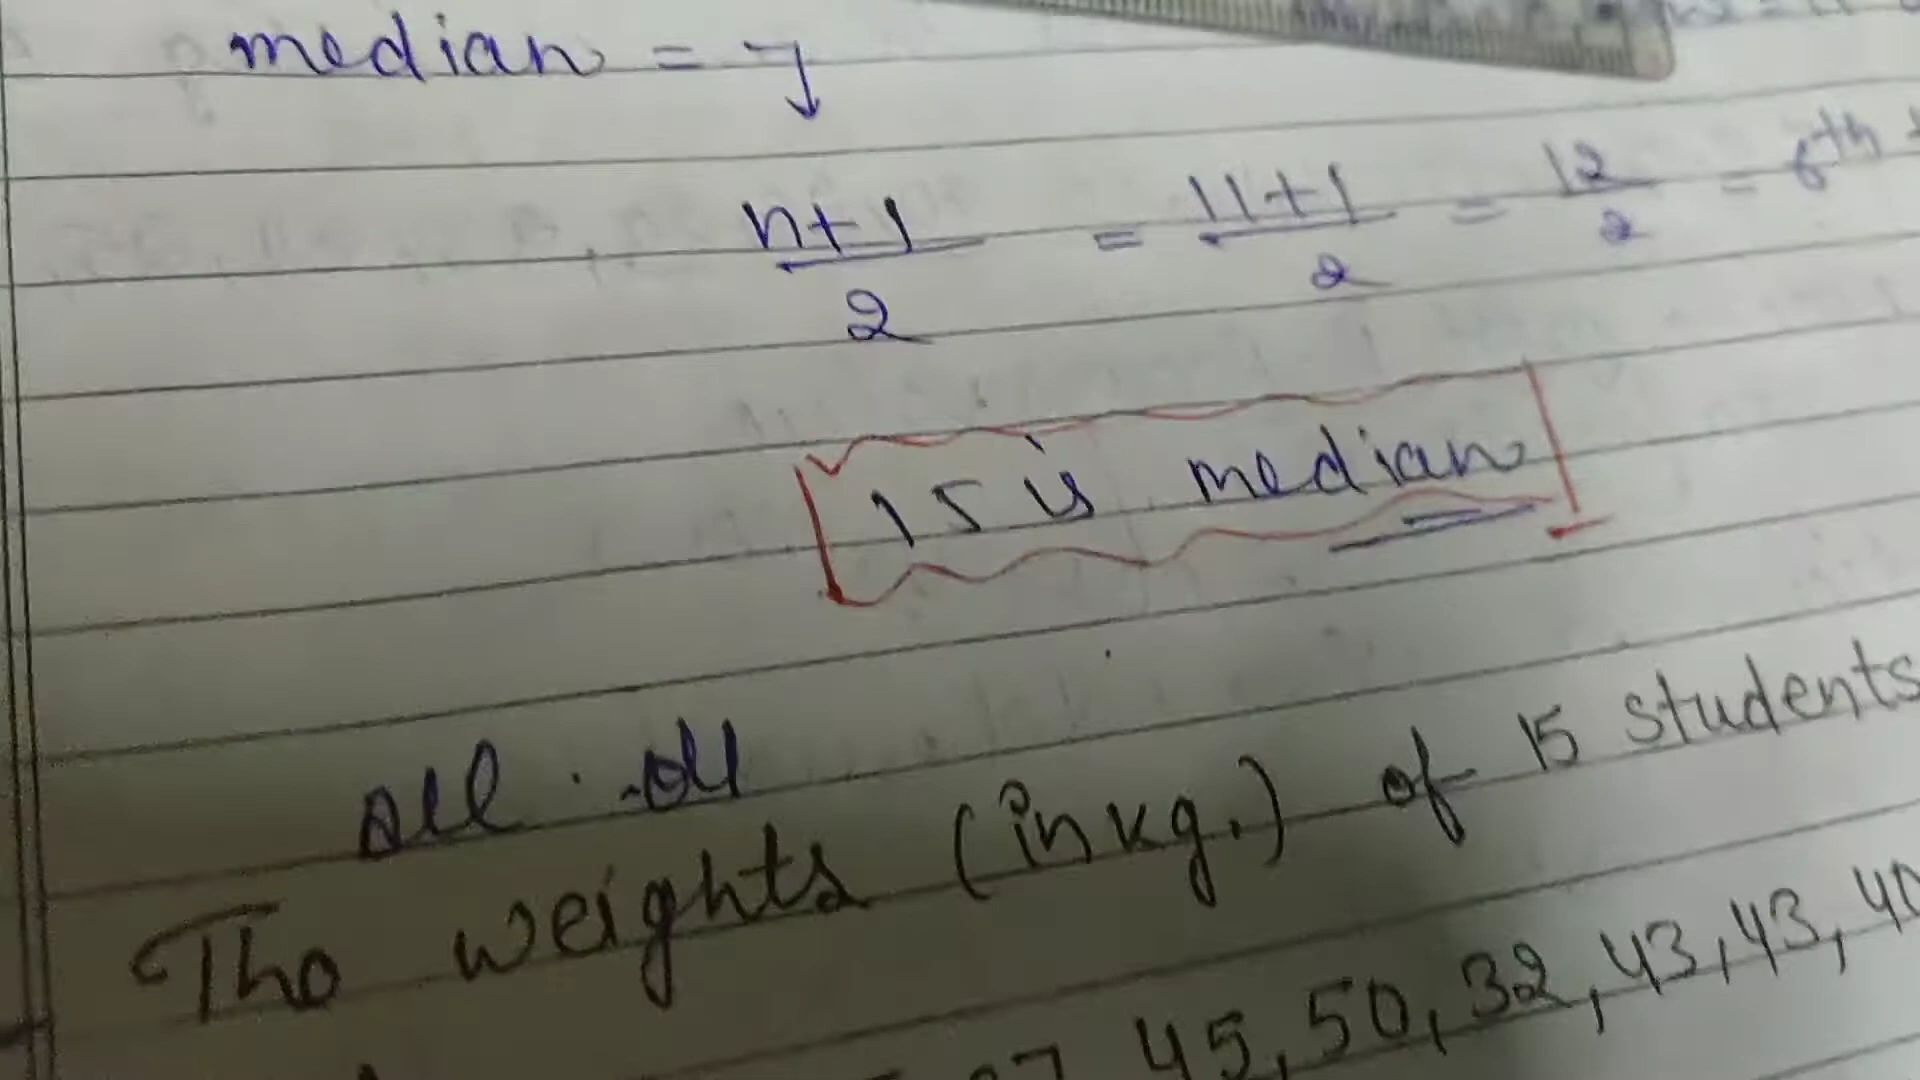 median =
n+1/2 = 11+1/2 = 12/2 = 6th
15 is median
The weights (in kg.) of 15 students
45, 50, 32, 43, 43, 40